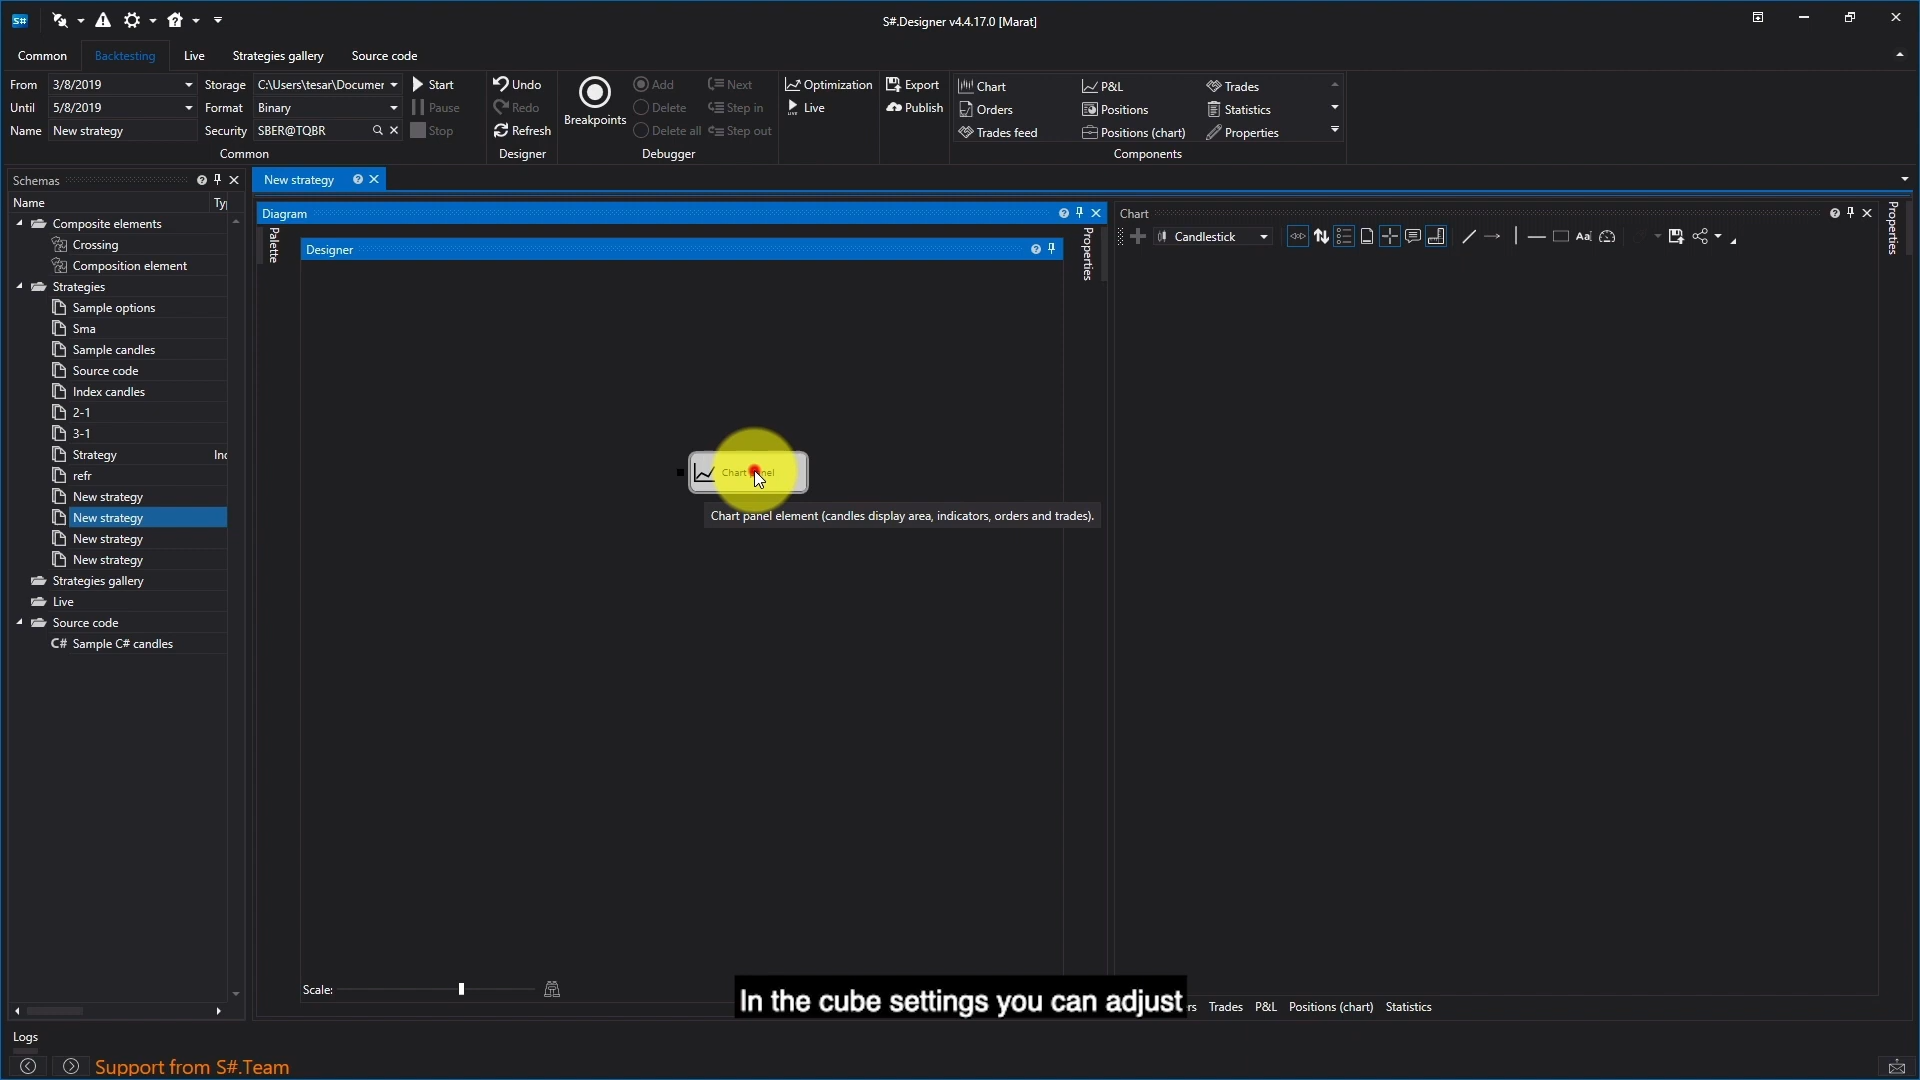 S#.Designer v4.4.17.0 [Marat]
Common
Backtesting
Live
Strategies gallery
Source code
From 3/8/2019 Storage C:\Users\tesar\Documer Start
Until 5/8/2019 Format Binary Pause
Name New strategy Security SBER@TQBR Stop
Common
Undo
Redo
Refresh
Designer
Breakpoints
Add Next
Delete Step in
Delete all Step out
Debugger
Optimization
Live
Export
Publish
Chart P&L Trades
Orders Positions Statistics
Trades feed Positions (chart) Properties
Components
Schemas
Name Ty
Composite elements
Crossing
Composition element
Strategies
Sample options
Sma
Sample candles
Source code
Index candles
2-1
3-1
Strategy Inc
refr
New strategy
New strategy
New strategy
New strategy
Strategies gallery
Live
Source code
C# Sample C# candles
New strategy
Diagram
Palette
Designer
Properties
Chart panel
Chart panel element (candles display area, indicators, orders and trades).
Scale:
Chart
Candlestick
Aa
Properties
In the cube settings you can adjust
rs Trades P&L Positions (chart) Statistics
Logs
Support from S#.Team